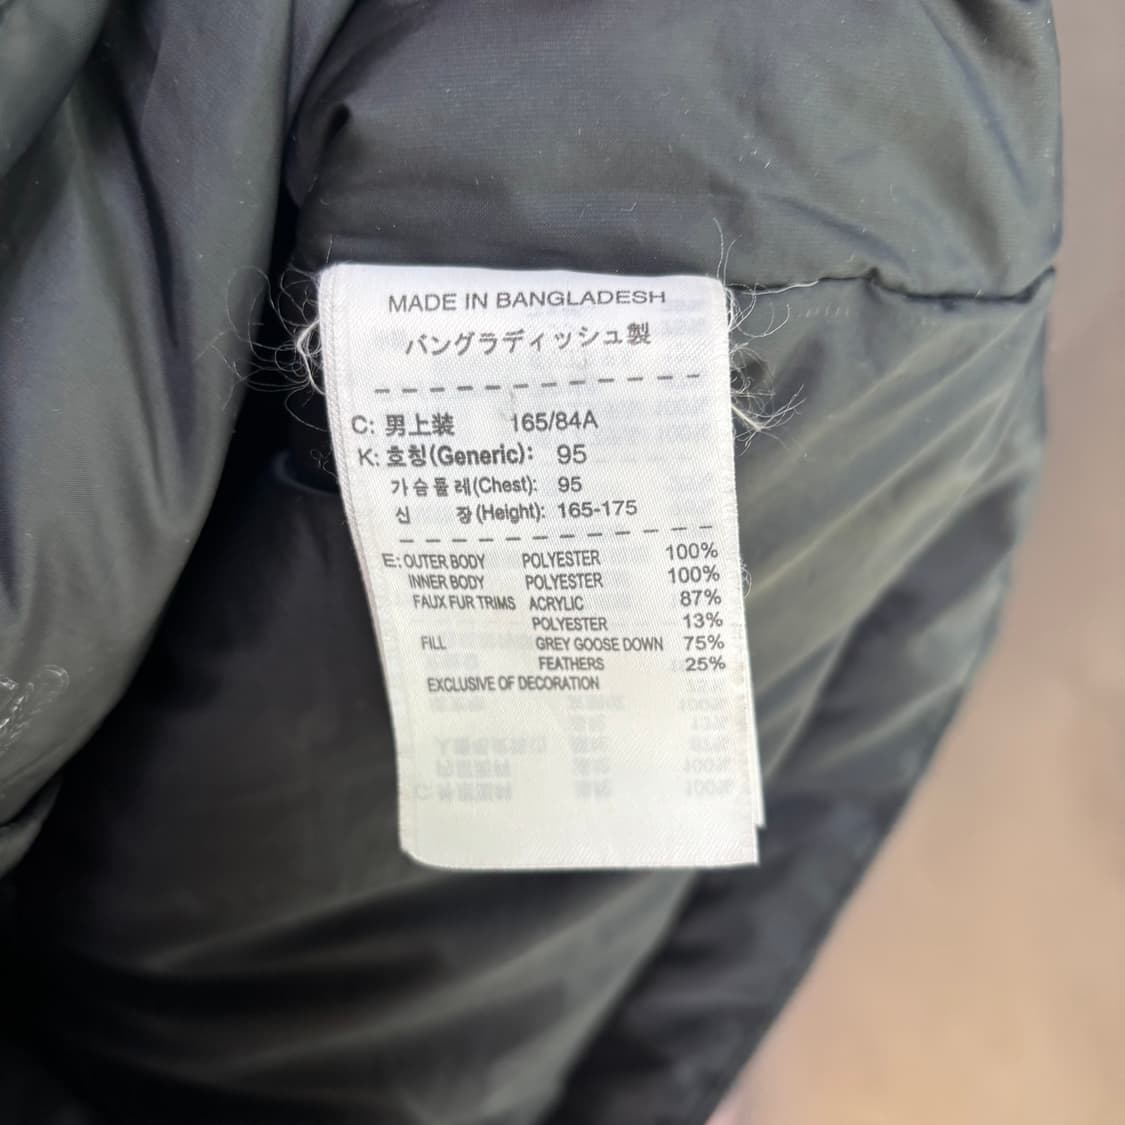 MADE IN BANGLADESH
バングラディッシュ製
C: 男上装 165/84A
K: 호칭(Generic): 95
가슴둘레(Chest): 95
신 장(Height): 165-175
E: OUTER BODY POLYESTER 100%
INNER BODY POLYESTER 100%
FAUX FUR TRIMS ACRYLIC 87%
POLYESTER 13%
FILL GREY GOOSE DOWN 75%
FEATHERS 25%
EXCLUSIVE OF DECORATION